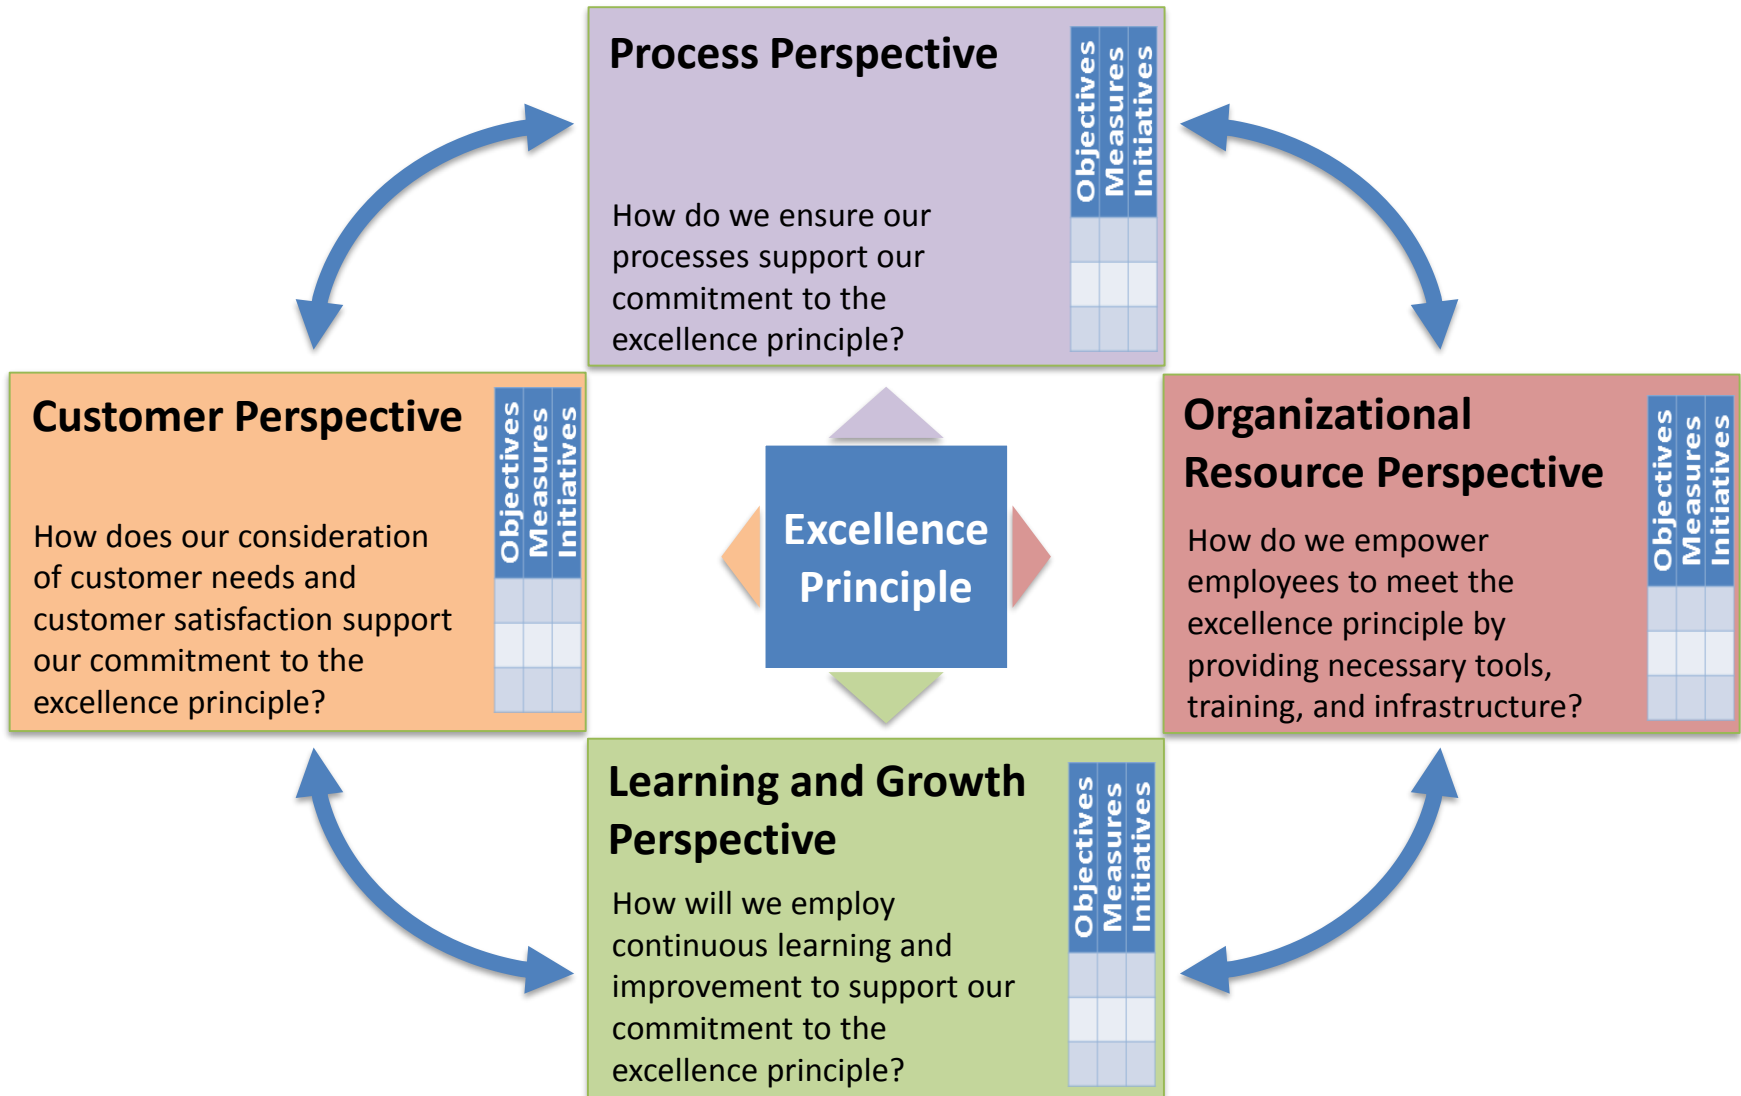 Process Perspective
How do we ensure our
processes support our
commitment to the
excellence principle?
Objectives
Measures
Initiatives
Customer Perspective
How does our consideration
of customer needs and
customer satisfaction support
our commitment to the
excellence principle?
Objectives
Measures
Initiatives
Excellence
Principle
Organizational
Resource Perspective
How do we empower
employees to meet the
excellence principle by
providing necessary tools,
training, and infrastructure?
Objectives
Measures
Initiatives
Learning and Growth
Perspective
How will we employ
continuous learning and
improvement to support our
commitment to the
excellence principle?
Objectives
Measures
Initiatives